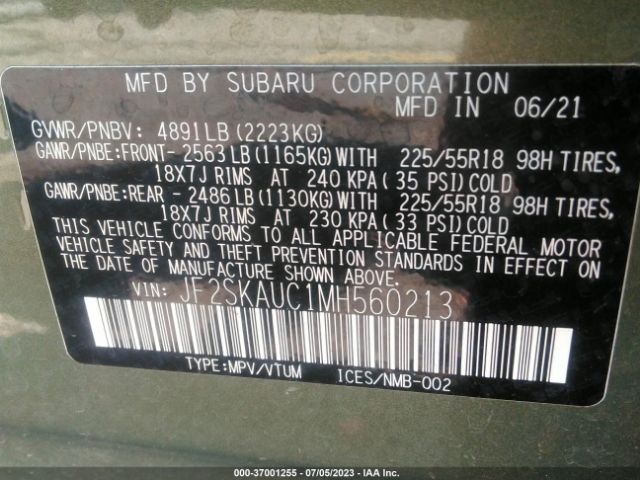 MFD BY SUBARU CORPORATION
MFD IN 06/21
GVWR/PNBV: 4891LB (2223KG)
GAWR/PNBE:FRONT- 2563 LB (1165KG) WITH 225/55R18 98H TIRES,
18X7J RIMS AT 240 KPA ( 35 PSI) COLD
GAWR/PNBE:REAR - 2486 LB (1130KG) WITH 225/55R18 98H TIRES,
18X7J RIMS AT 230 KPA ( 33 PSI) COLD
THIS VEHICLE CONFORMS TO ALL APPLICABLE FEDERAL MOTOR
VEHICLE SAFETY AND THEFT PREVENTION STANDARDS IN EFFECT ON
THE DATE OF MANUFACTURE SHOWN ABOVE.
VIN: JF2SKAUC1MH560213
TYPE:MPV/VTUM ICES/NMB-002
000-37001255 - 07/05/2023 - IAA Inc.